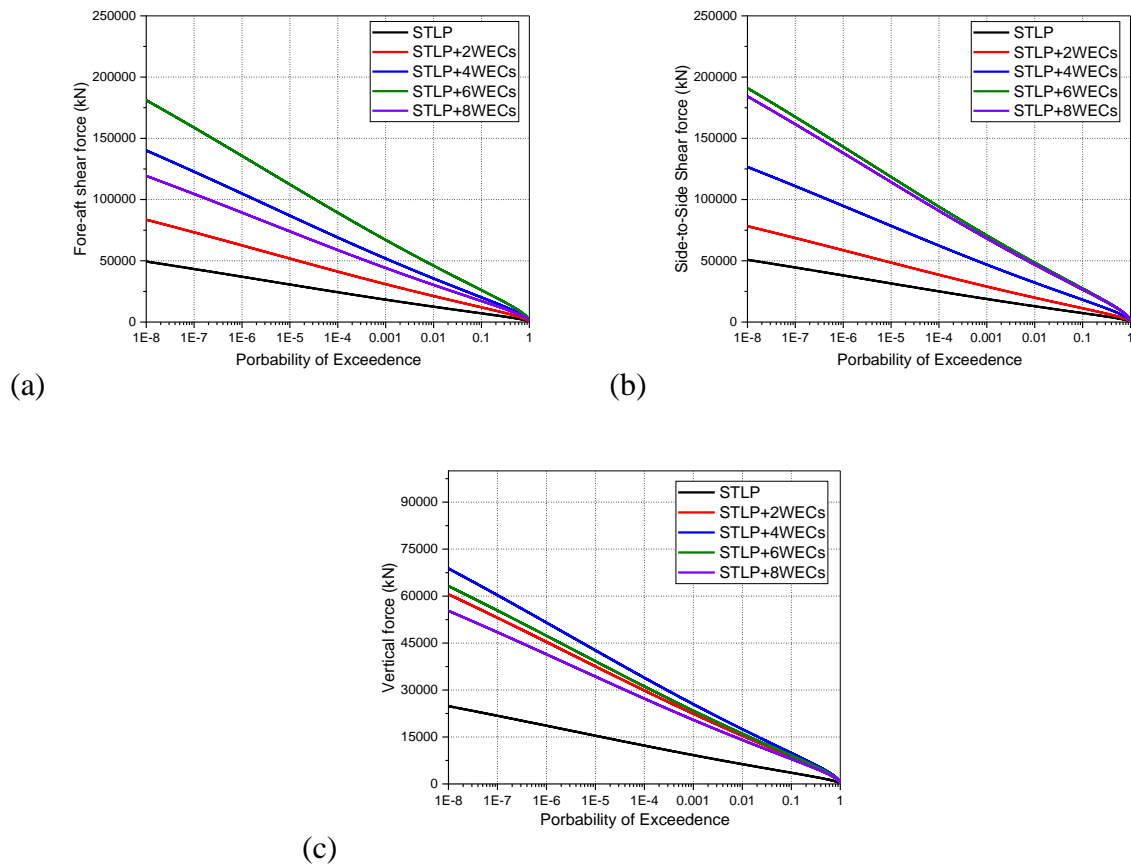 250000
200000
150000
100000
50000
0
Fore-aft shear force (kN)
STLP
STLP+2WECs
STLP+4WECs
STLP+6WECs
STLP+8WECs
1E-8 1E-7 1E-6 1E-5 1E-4 0.001 0.01 0.1 1
Porbability of Exceedence
(a)
250000
200000
150000
100000
50000
0
Side-to-Side Shear force (kN)
STLP
STLP+2WECs
STLP+4WECs
STLP+6WECs
STLP+8WECs
1E-8 1E-7 1E-6 1E-5 1E-4 0.001 0.01 0.1 1
Porbability of Exceedence
(b)
90000
75000
60000
45000
30000
15000
0
Vertical force (kN)
STLP
STLP+2WECs
STLP+4WECs
STLP+6WECs
STLP+8WECs
1E-8 1E-7 1E-6 1E-5 1E-4 0.001 0.01 0.1 1
Porbability of Exceedence
(c)